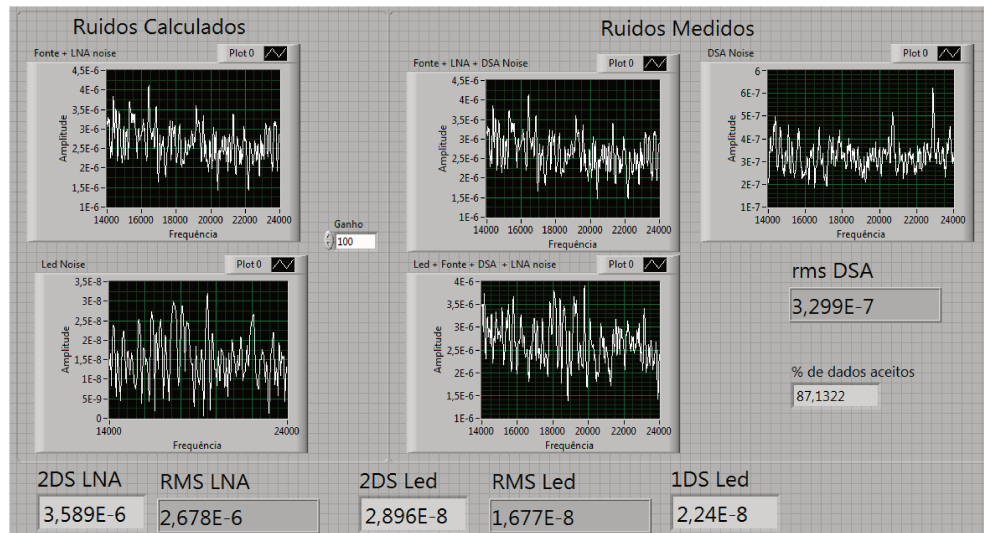 Ruidos Calculados
Ruidos Medidos
Fonte + LNA noise
Plot 0
4,5E-6
4E-6
3,5E-6
3E-6
2,5E-6
2E-6
1,5E-6
1E-6
Amplitude
14000 16000 18000 20000 22000 24000
Frequência
Fonte + LNA + DSA Noise
Plot 0
4,5E-6
4E-6
3,5E-6
3E-6
2,5E-6
2E-6
1,5E-6
1E-6
Amplitude
14000 16000 18000 20000 22000 24000
Frequência
DSA Noise
Plot 0
6
6E-7
5E-7
4E-7
3E-7
2E-7
1E-7
Amplitude
14000 16000 18000 20000 22000 24000
Frequência
Ganho
100
Led Noise
Plot 0
3,5E-8
3E-8
2,5E-8
2E-8
1,5E-8
1E-8
5E-9
0
Amplitude
14000 24000
Frequência
Led + Fonte + DSA + LNA noise
Plot 0
4E-6
3,5E-6
3E-6
2,5E-6
2E-6
1,5E-6
1E-6
Amplitude
14000 16000 18000 20000 22000 24000
Frequência
rms DSA
3,299E-7
% de dados aceitos
87,1322
2DS LNA
3,589E-6
RMS LNA
2,678E-6
2DS Led
2,896E-8
RMS Led
1,677E-8
1DS Led
2,24E-8